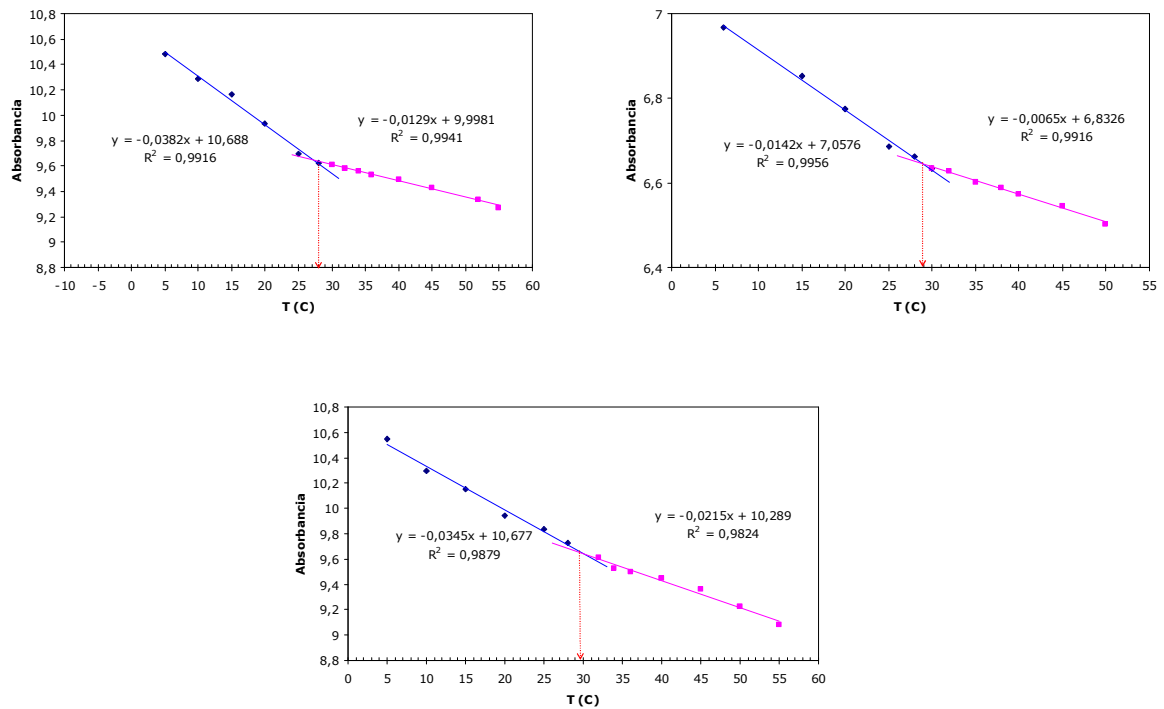 10,8
10,6
10,4
10,2
10
9,8
9,6
9,4
9,2
9
8,8
Absorbancia
y = -0,0382x + 10,688
R² = 0,9916
y = -0,0129x + 9,9981
R² = 0,9941
-10 -5 0 5 10 15 20 25 30 35 40 45 50 55 60
T (C)
7
6,8
6,6
6,4
Absorbancia
y = -0,0142x + 7,0576
R² = 0,9956
y = -0,0065x + 6,8326
R² = 0,9916
0 5 10 15 20 25 30 35 40 45 50 55
T (C)
10,8
10,6
10,4
10,2
10
9,8
9,6
9,4
9,2
9
8,8
Absorbancia
y = -0,0345x + 10,677
R² = 0,9879
y = -0,0215x + 10,289
R² = 0,9824
0 5 10 15 20 25 30 35 40 45 50 55 60
T (C)